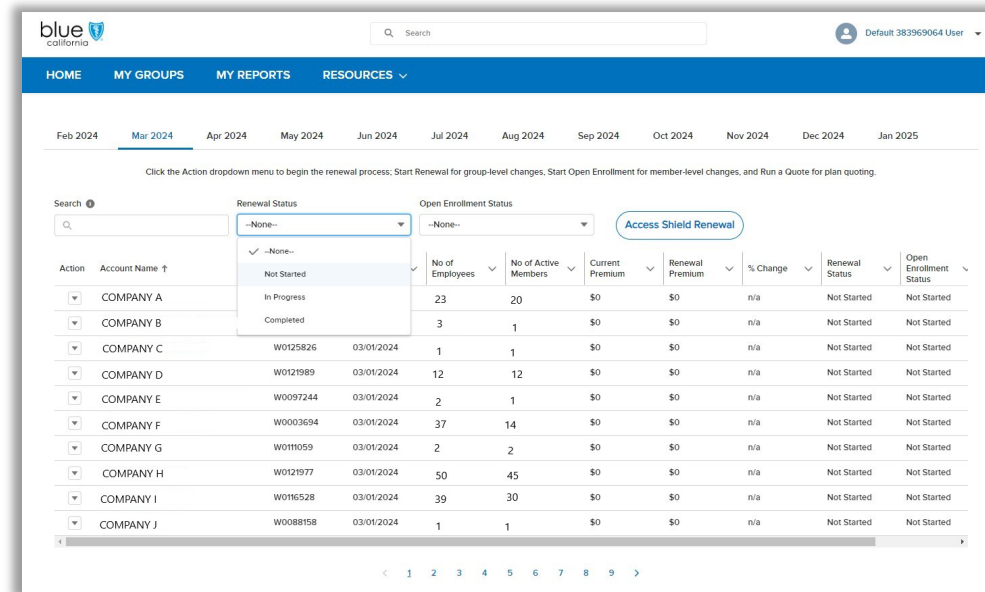 blue
california
Search
Default 383969064 User
HOME MY GROUPS MY REPORTS RESOURCES
Feb 2024 Mar 2024 Apr 2024 May 2024 Jun 2024 Jul 2024 Aug 2024 Sep 2024 Oct 2024 Nov 2024 Dec 2024 Jan 2025
Click the Action dropdown menu to begin the renewal process; Start Renewal for group-level changes, Start Open Enrollment for member-level changes, and Run a Quote for plan quoting.
Search Renewal Status Open Enrollment Status
--None-- --None-- Access Shield Renewal
--None--
Not Started
In Progress
Completed
Action Account Name ↑ No of Employees No of Active Members Current Premium Renewal Premium % Change Renewal Status Open Enrollment Status
COMPANY A 23 20 $0 $0 n/a Not Started Not Started
COMPANY B 3 1 $0 $0 n/a Not Started Not Started
COMPANY C W0125826 03/01/2024 1 1 $0 $0 n/a Not Started Not Started
COMPANY D W0121989 03/01/2024 12 12 $0 $0 n/a Not Started Not Started
COMPANY E W0097244 03/01/2024 2 1 $0 $0 n/a Not Started Not Started
COMPANY F W0003694 03/01/2024 37 14 $0 $0 n/a Not Started Not Started
COMPANY G W0111059 03/01/2024 2 2 $0 $0 n/a Not Started Not Started
COMPANY H W0121977 03/01/2024 50 45 $0 $0 n/a Not Started Not Started
COMPANY I W0116528 03/01/2024 39 30 $0 $0 n/a Not Started Not Started
COMPANY J W0088158 03/01/2024 1 1 $0 $0 n/a Not Started Not Started
< 1 2 3 4 5 6 7 8 9 >